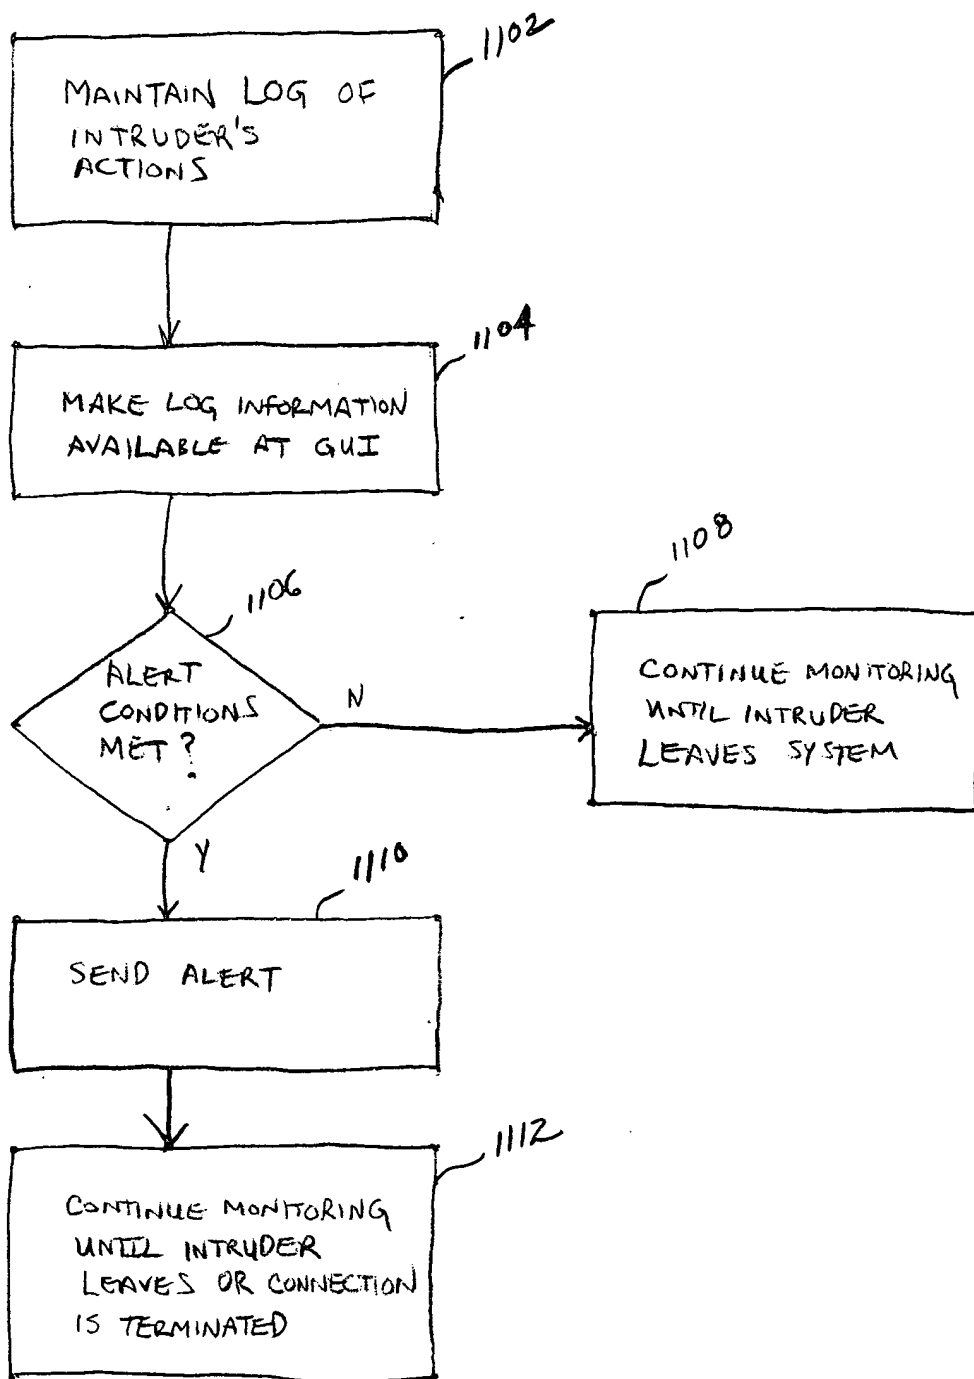 1102
MAINTAIN LOG OF
INTRUDER'S
ACTIONS
1104
MAKE LOG INFORMATION
AVAILABLE AT GUI
1106
ALERT
CONDITIONS
MET?
N
1108
CONTINUE MONITORING
UNTIL INTRUDER
LEAVES SYSTEM
Y
1110
SEND ALERT
1112
CONTINUE MONITORING
UNTIL INTRUDER
LEAVES OR CONNECTION
IS TERMINATED